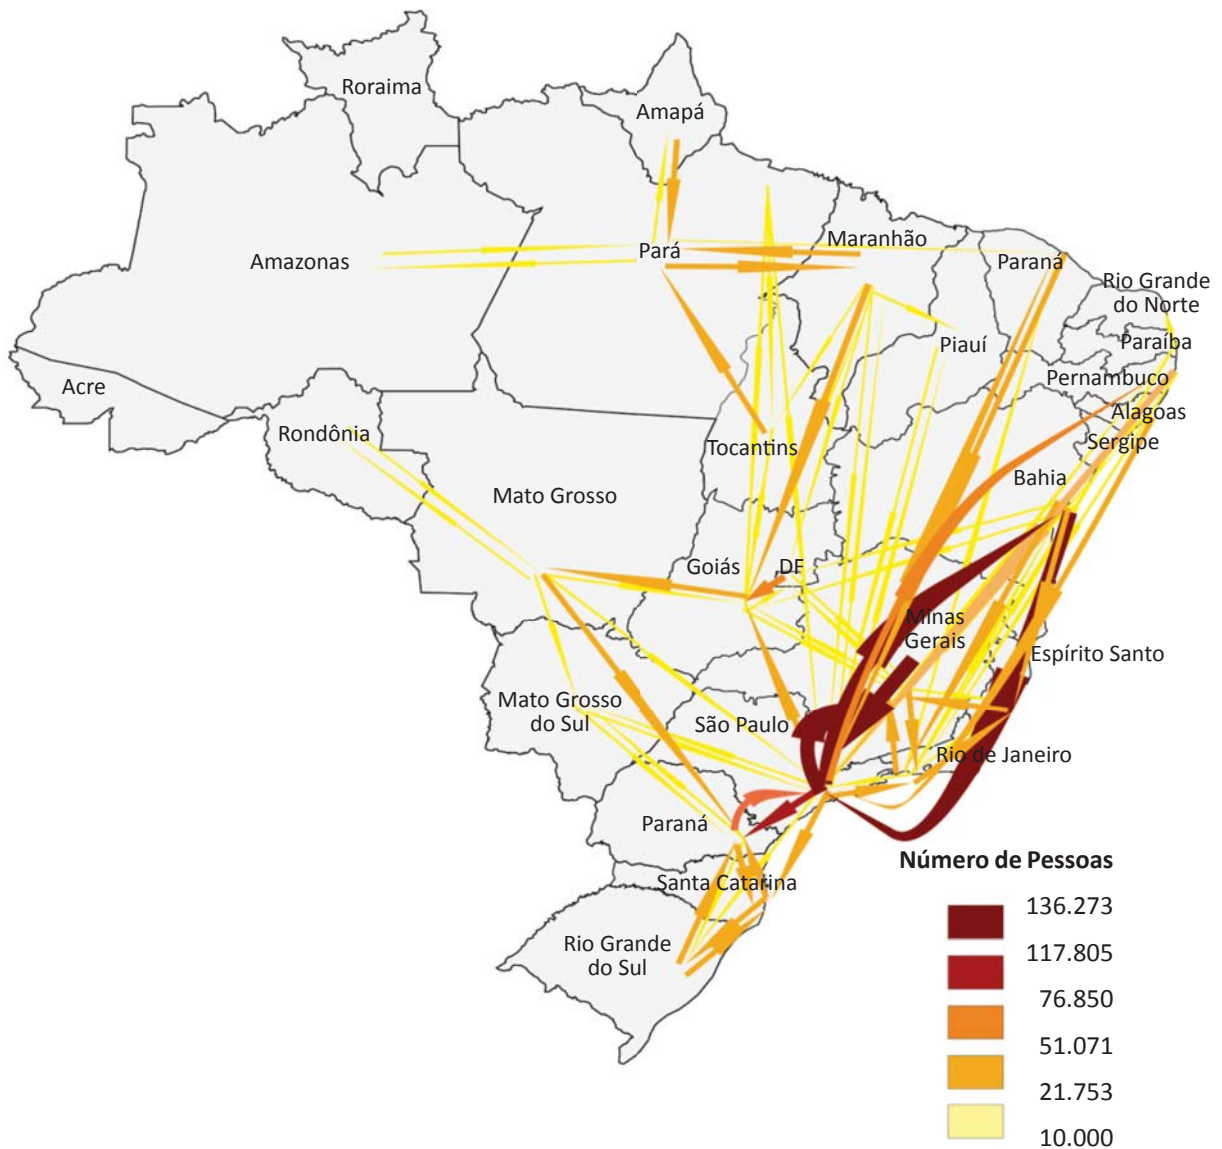 Roraima
Amapá
Amazonas
Pará
Maranhão
Paraná
Rio Grande
do Norte
Piauí
Paraíba
Pernambuco
Acre
Alagoas
Sergipe
Rondônia
Tocantins
Bahia
Mato Grosso
Goiás
DF
Minas
Gerais
Espírito Santo
Mato Grosso
do Sul
São Paulo
Rio de Janeiro
Paraná
Santa Catarina
Rio Grande
do Sul
Número de Pessoas
136.273
117.805
76.850
51.071
21.753
10.000